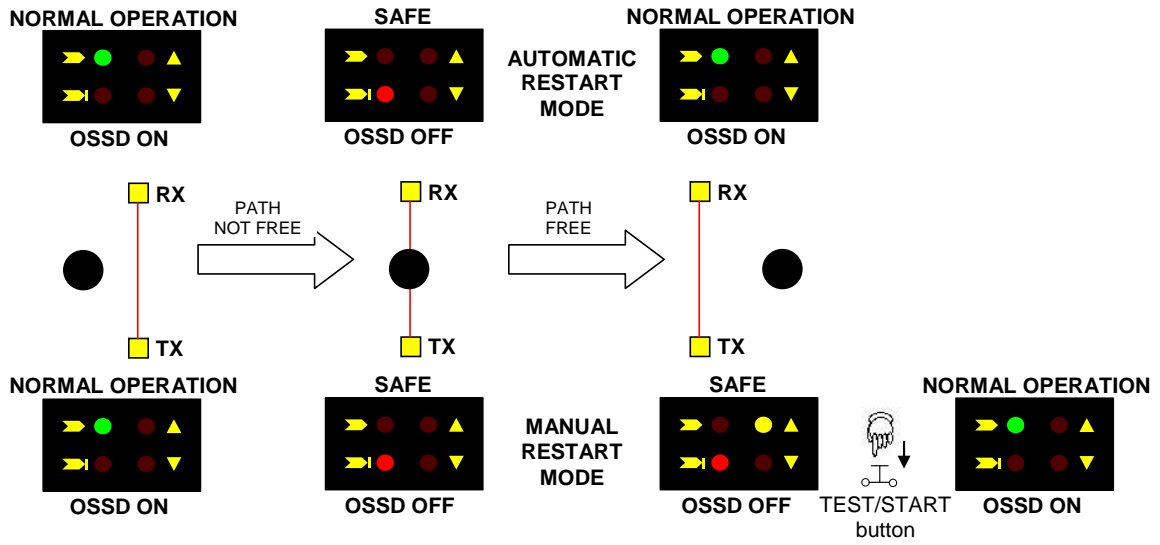 NORMAL OPERATION
SAFE
NORMAL OPERATION
AUTOMATIC
RESTART
MODE
OSSD ON
OSSD OFF
OSSD ON
RX
RX
RX
PATH
NOT FREE
PATH
FREE
TX
TX
TX
NORMAL OPERATION
SAFE
SAFE
NORMAL OPERATION
MANUAL
RESTART
MODE
OSSD ON
OSSD OFF
OSSD OFF
TEST/START
button
OSSD ON